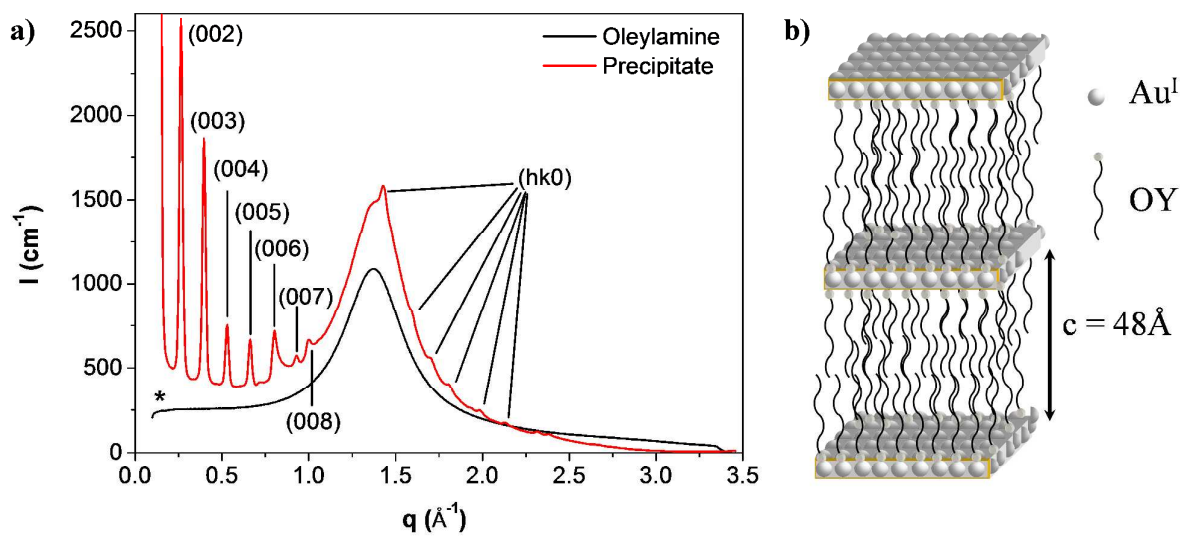 a)
2500
2000
1500
1000
500
0
I (cm⁻¹)
0.0
0.5
1.0
1.5
2.0
2.5
3.0
3.5
q (Å⁻¹)
Oleylamine
Precipitate
(002)
(003)
(004)
(005)
(006)
(007)
(008)
(hk0)
*
b)
Auᴵ
OY
c = 48Å